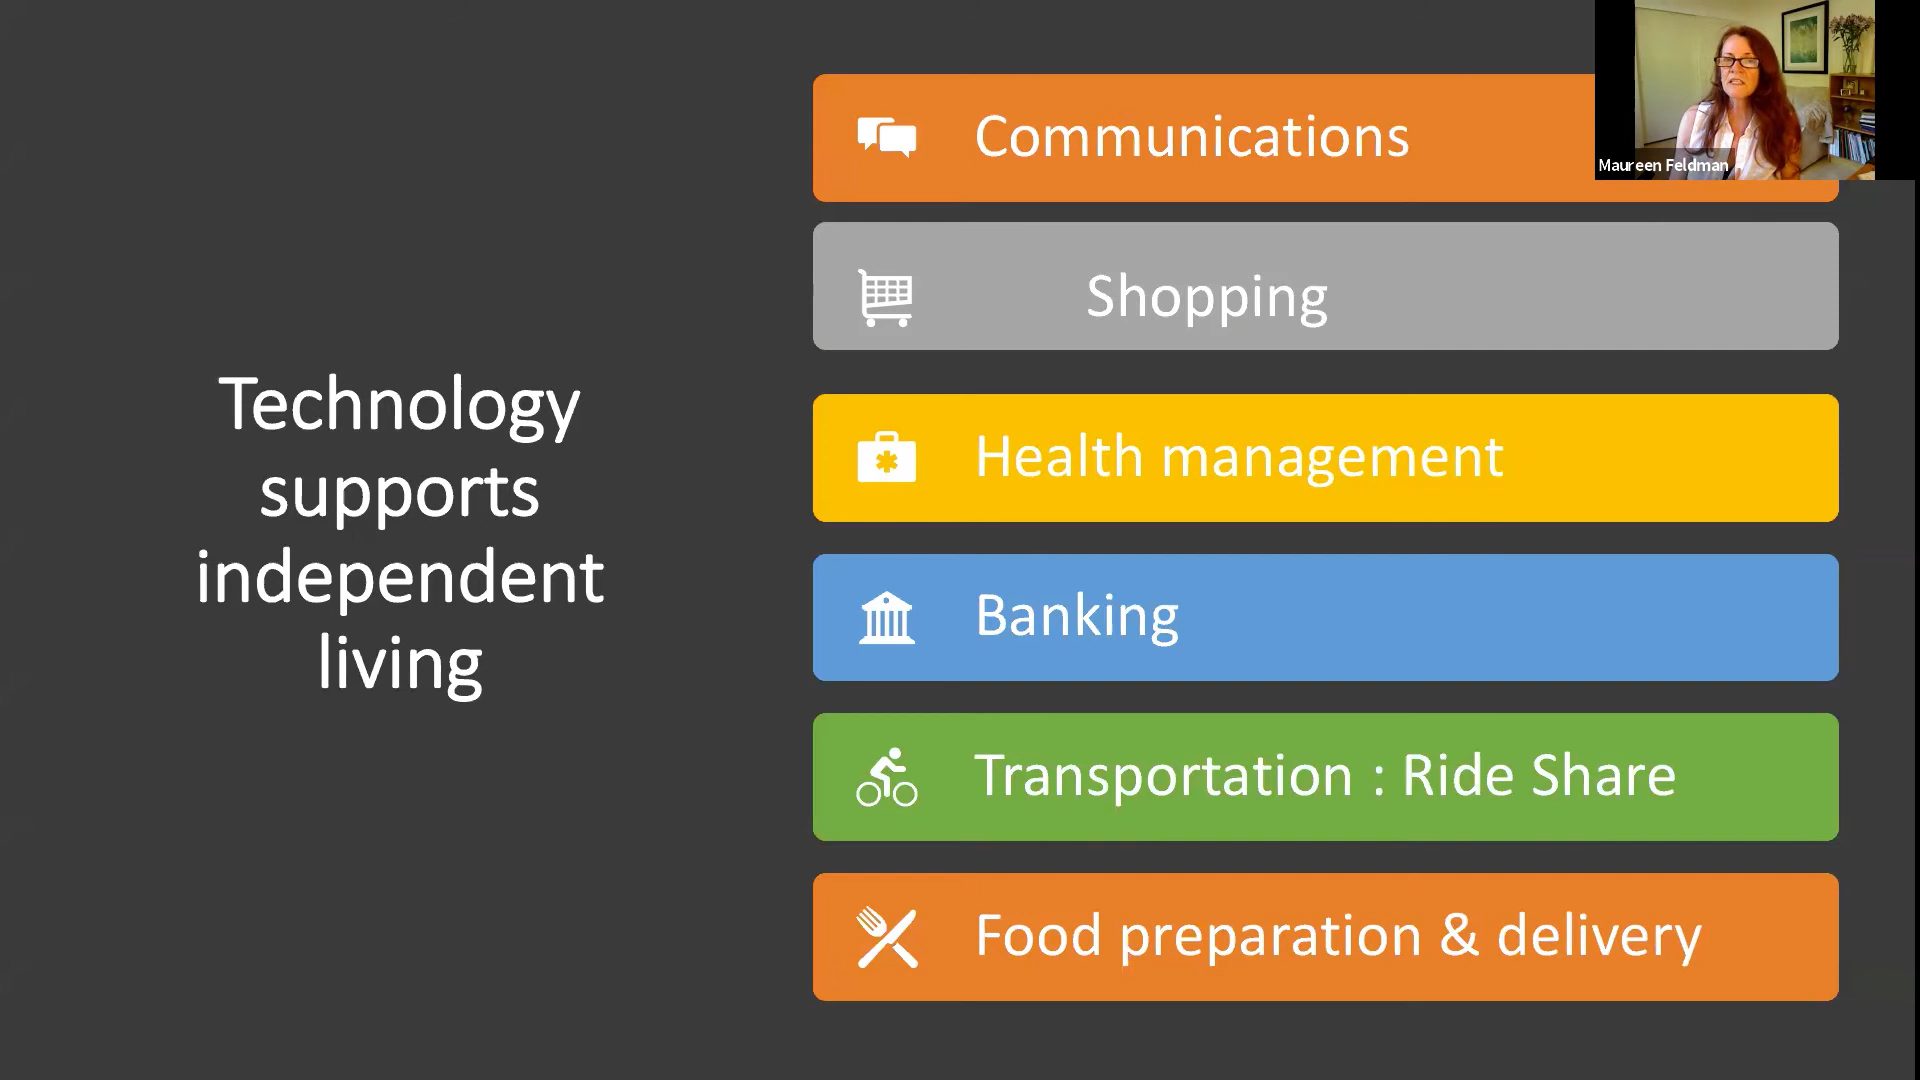 Technology
supports
independent
living
Communications
Shopping
Health management
Banking
Transportation : Ride Share
Food preparation & delivery
Maureen Feldman